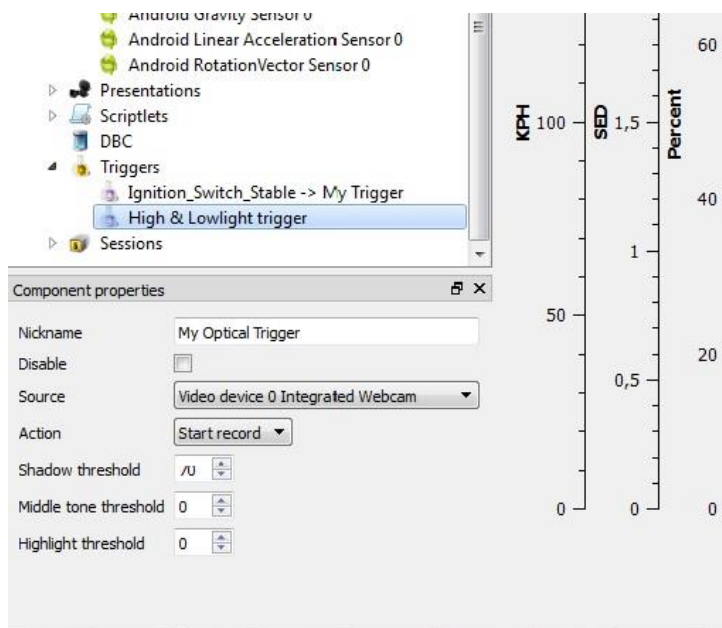 Android Gravity Sensor 0
Android Linear Acceleration Sensor 0
Android RotationVector Sensor 0
Presentations
Scriptlets
DBC
Triggers
Ignition_Switch_Stable -> My Trigger
High & Lowlight trigger
Sessions
Component properties
Nickname My Optical Trigger
Disable
Source Video device 0 Integrated Webcam
Action Start record
Shadow threshold 70
Middle tone threshold 0
Highlight threshold 0
KPH
100
50
0
SED
1,5
1
0,5
0
Percent
60
40
20
0